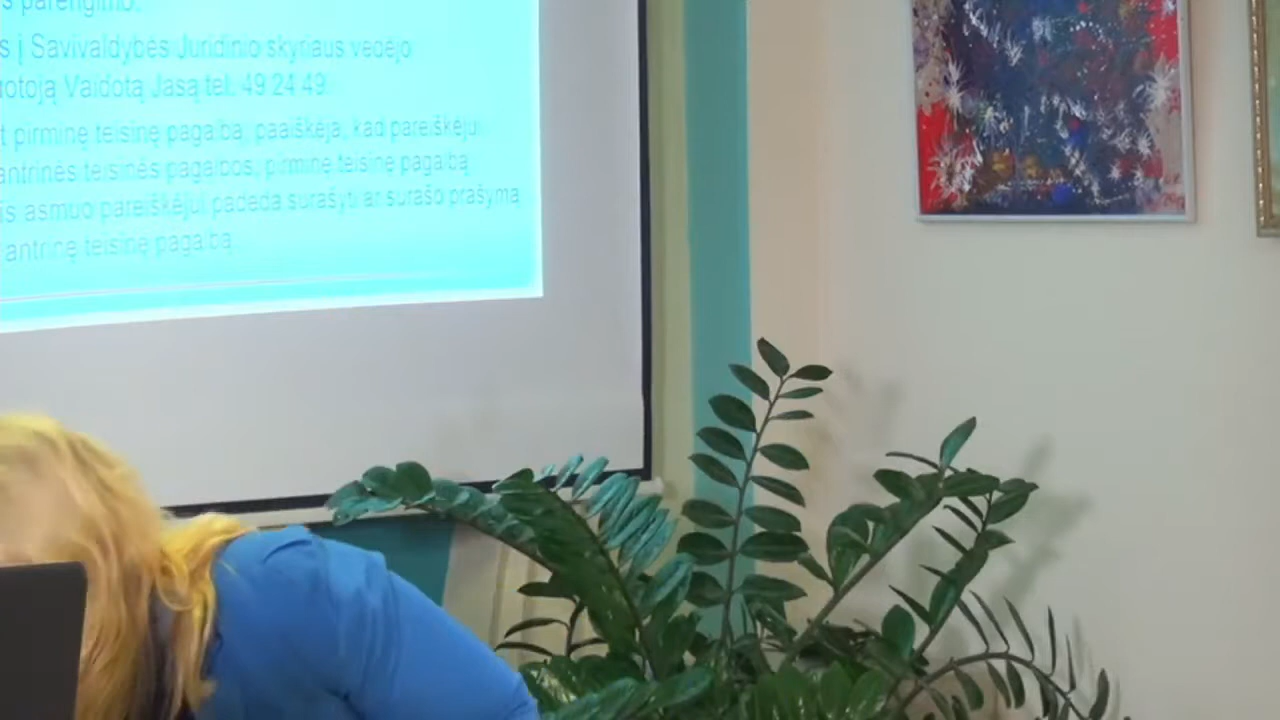 s parengimo.
s į Savivaldybės Juridinio skyriaus vedėjo
uotoją Vaidotą Jasą tel. 49 24 49.
t pirminę teisinę pagalbą, paaiškėja, kad pareiškėjui
antrinės teisinės pagalbos, pirminę teisinę pagalbą
is asmuo pareiškėjui padeda surašyti ar surašo prašymą
antrinę teisinę pagalbą.